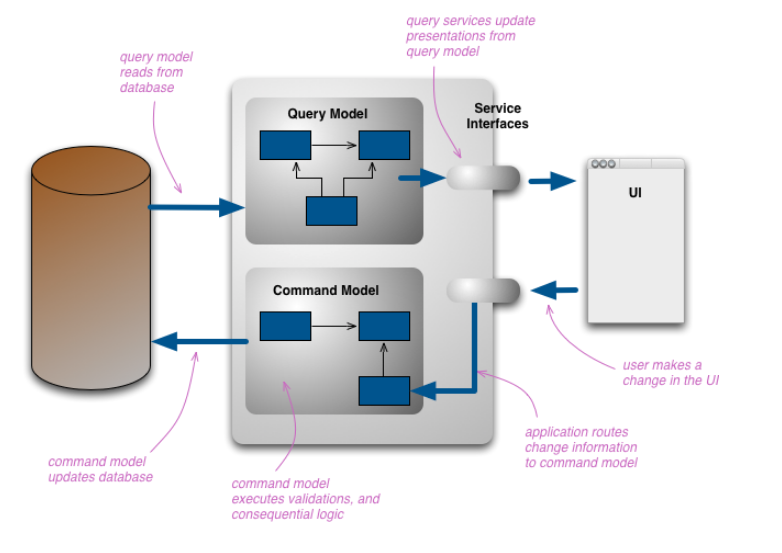 query services update
presentations from
query model
query model
reads from
database
Query Model
Service
Interfaces
UI
Command Model
user makes a
change in the UI
application routes
change information
to command model
command model
updates database
command model
executes validations, and
consequential logic